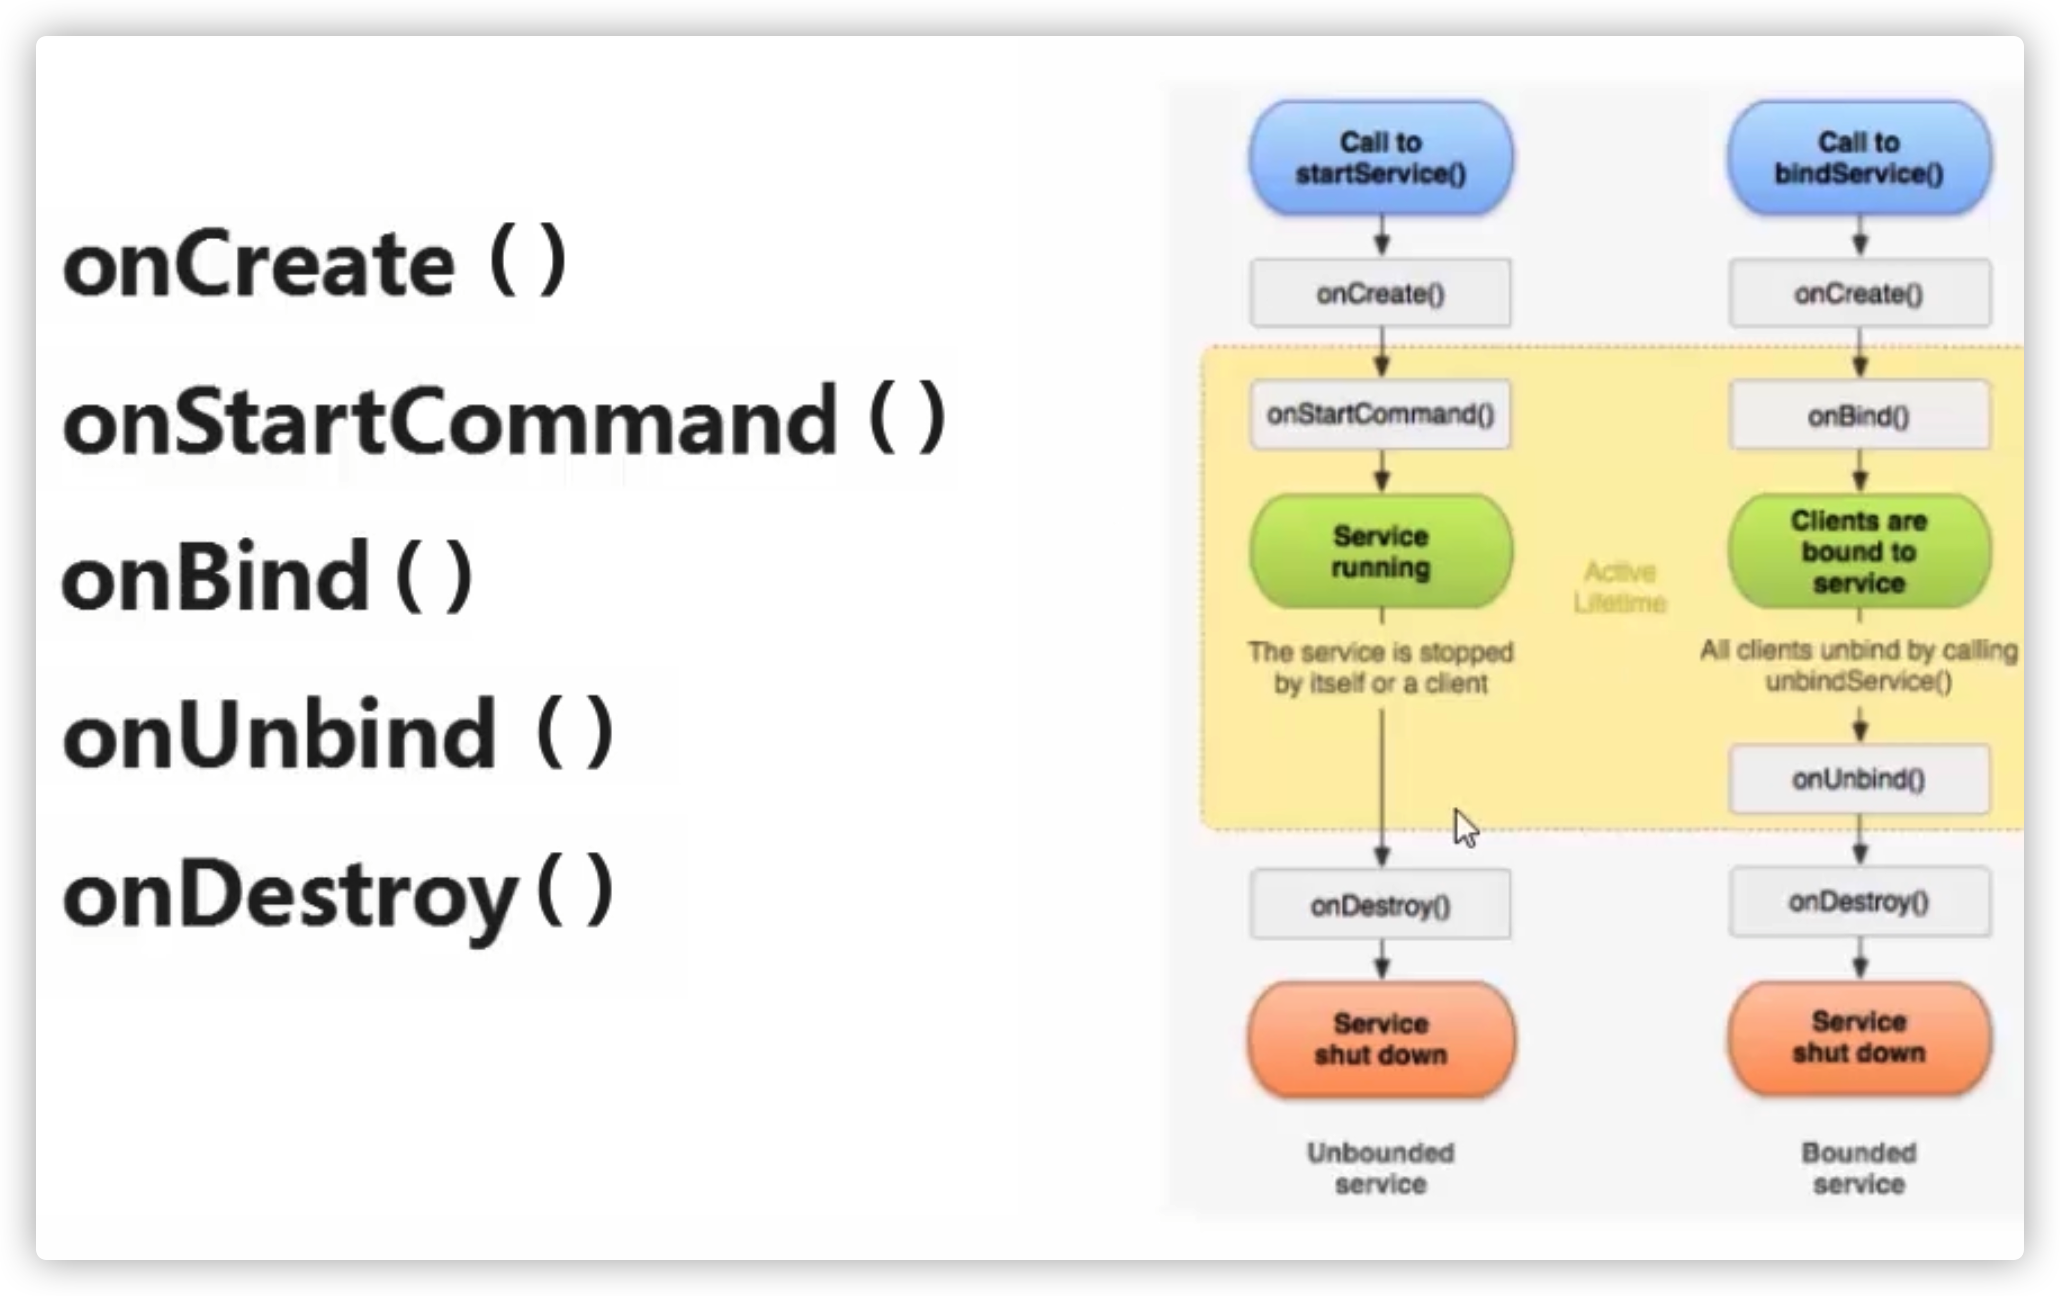 onCreate ( )
onStartCommand ( )
onBind ( )
onUnbind ( )
onDestroy ( )
Call to
startService()
onCreate()
onStartCommand()
Service
running
The service is stopped
by itself or a client
onDestroy()
Service
shut down
Unbounded
service
Active
Lifetime
Call to
bindService()
onCreate()
onBind()
Clients are
bound to
service
All clients unbind by calling
unbindService()
onUnbind()
onDestroy()
Service
shut down
Bounded
service